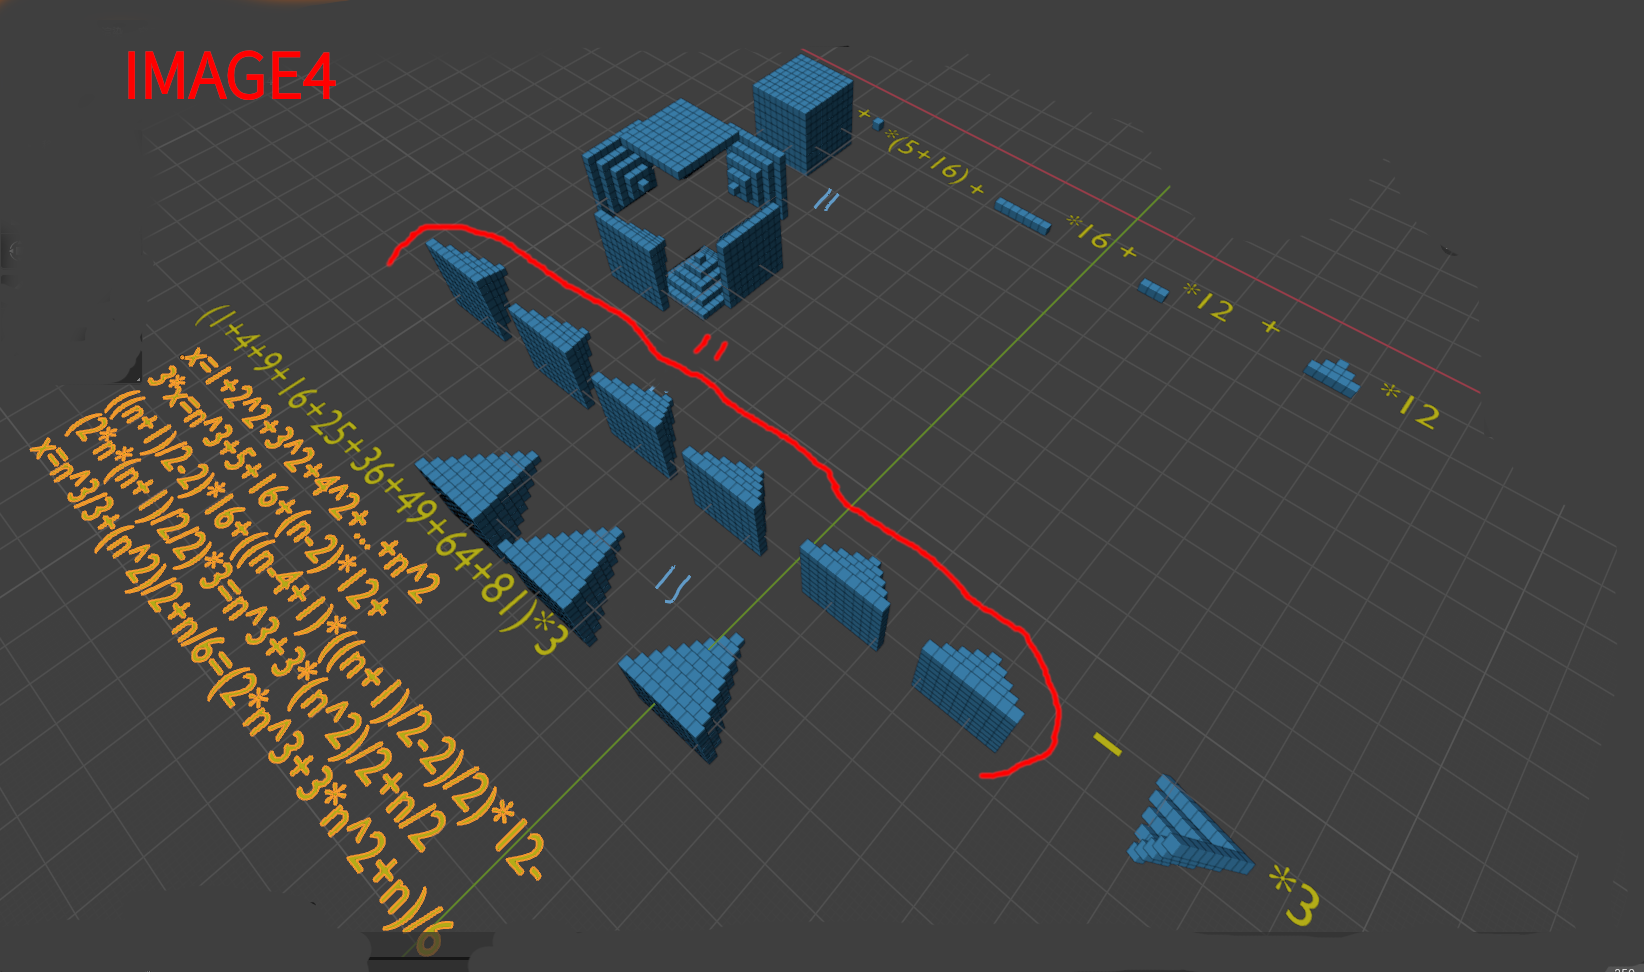 IMAGE4
+
*(5+16) +
*16 +
*12 +
*12
(1+4+9+16+25+36+49+64+81)*3
x=1+2^2+3^2+4^2+... +n^2
3*x=n^3+5+16+(n-2)*12+
((n+1)/2-2)*16+((n-4+1)*((n+1)/2-2)/2)*12-
(2*n*(n+1)/2/2)*3=n^3+3*(n^2)/2+n/2
x=n^3/3+(n^2)/2+n/6=(2*n^3+3*n^2+n)/6
-
*3